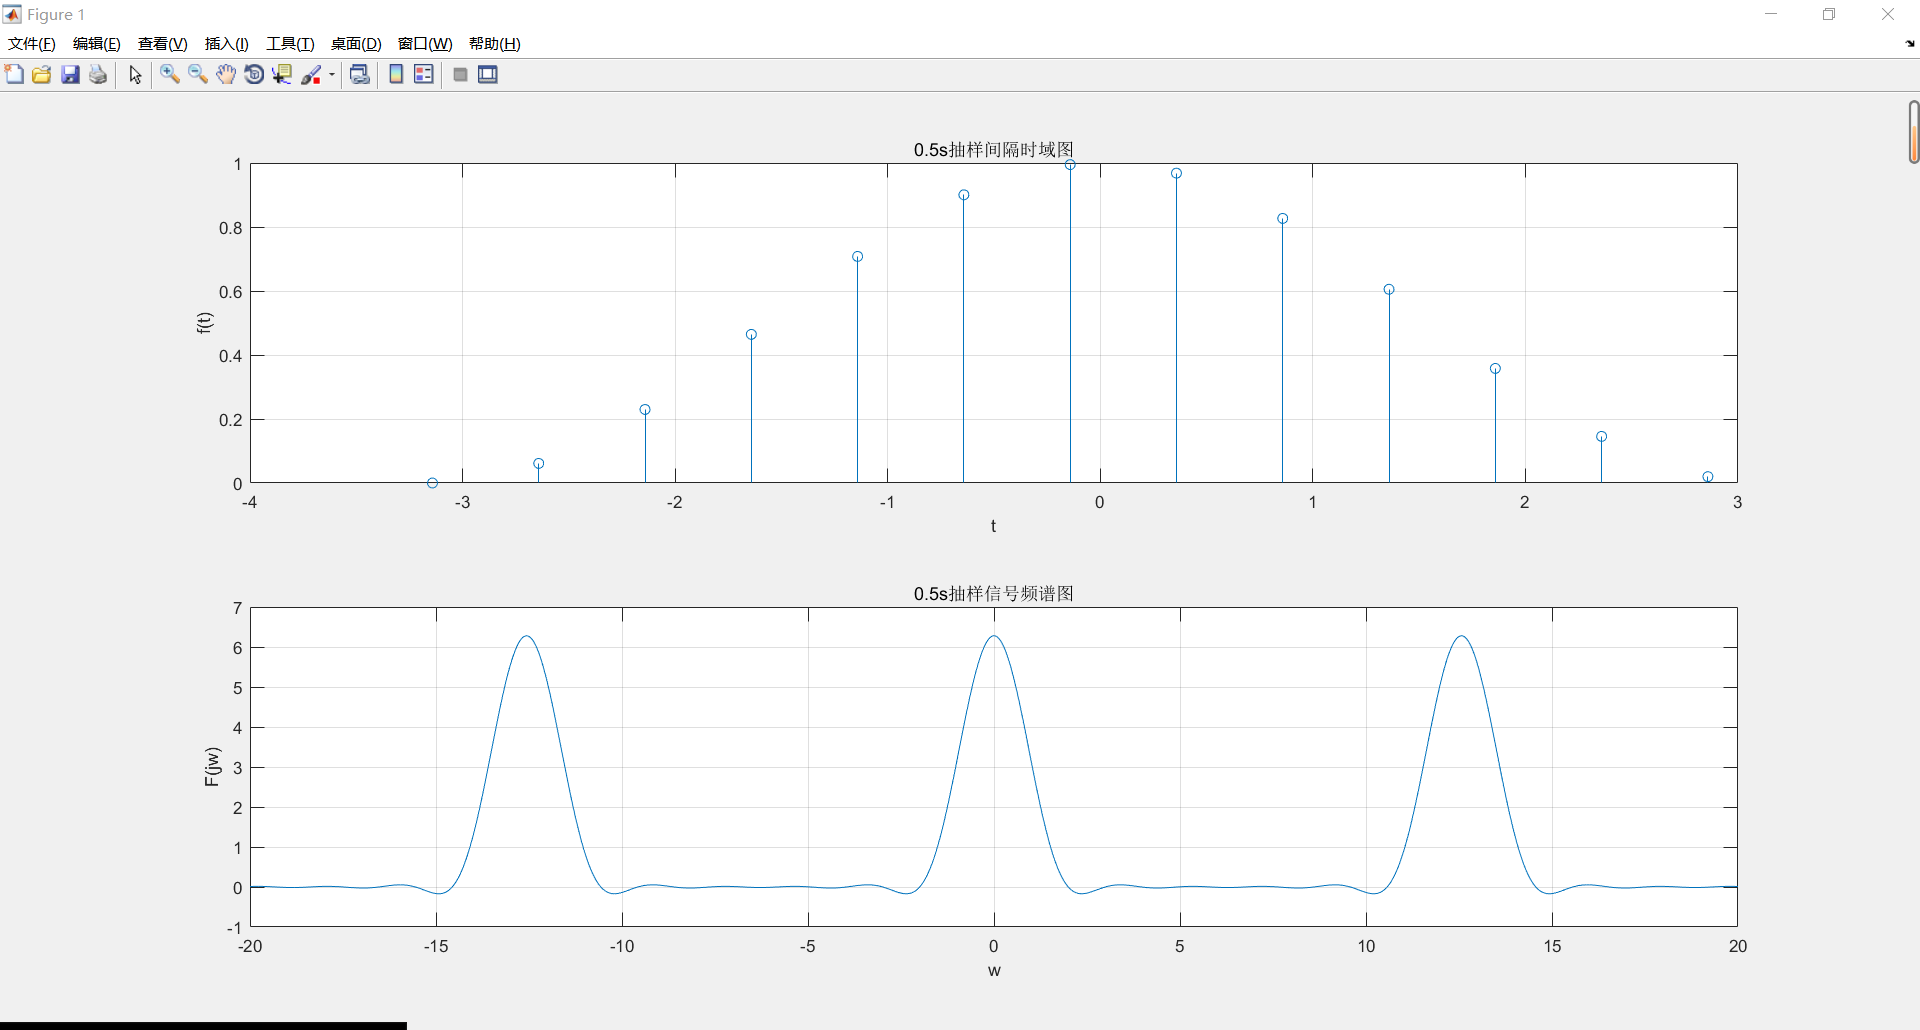 Figure 1
文件(F) 编辑(E) 查看(V) 插入(I) 工具(T) 桌面(D) 窗口(W) 帮助(H)
0.5s抽样间隔时域图
1
0.8
0.6
f(t)
0.4
0.2
0
-4 -3 -2 -1 0 1 2 3
t
0.5s抽样信号频谱图
7
6
5
4
F(jw)
3
2
1
0
-1
-20 -15 -10 -5 0 5 10 15 20
w